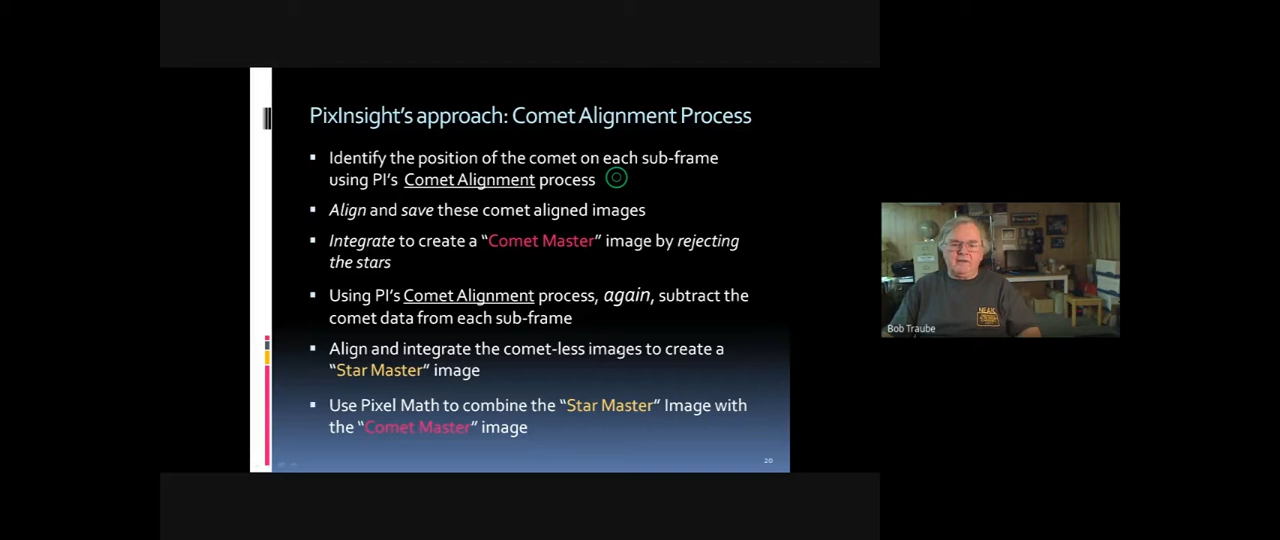 PixInsight's approach: Comet Alignment Process
Identify the position of the comet on each sub-frame
using PI's Comet Alignment process
Align and save these comet aligned images
Integrate to create a “Comet Master” image by rejecting
the stars
Using PI's Comet Alignment process, again, subtract the
comet data from each sub-frame
Align and integrate the comet-less images to create a
“Star Master” image
Use Pixel Math to combine the “Star Master” Image with
the “Comet Master” image
20
NEAIC
Bob Traube